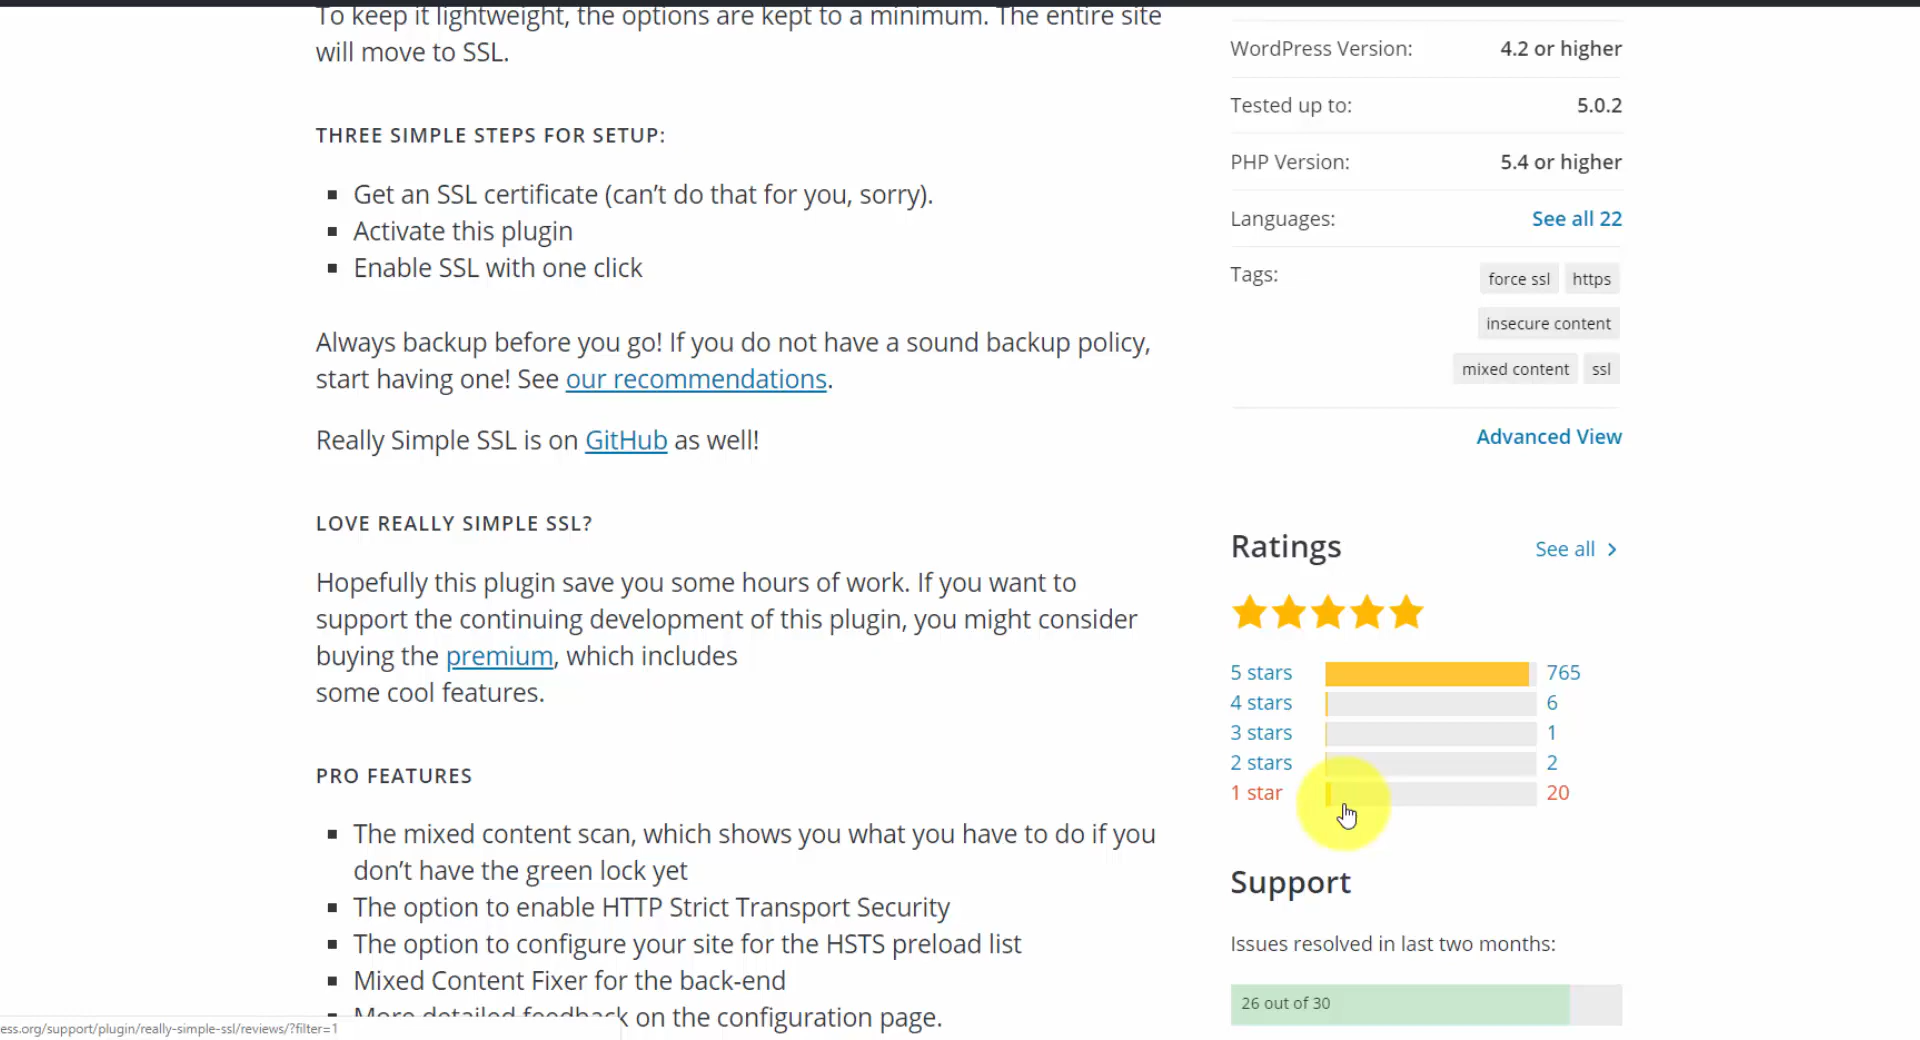 To keep it lightweight, the options are kept to a minimum. The entire site
will move to SSL.
THREE SIMPLE STEPS FOR SETUP:
Get an SSL certificate (can't do that for you, sorry).
Activate this plugin
Enable SSL with one click
Always backup before you go! If you do not have a sound backup policy,
start having one! See our recommendations.
Really Simple SSL is on GitHub as well!
LOVE REALLY SIMPLE SSL?
Hopefully this plugin save you some hours of work. If you want to
support the continuing development of this plugin, you might consider
buying the premium, which includes
some cool features.
PRO FEATURES
The mixed content scan, which shows you what you have to do if you
don't have the green lock yet
The option to enable HTTP Strict Transport Security
The option to configure your site for the HSTS preload list
Mixed Content Fixer for the back-end
More detailed feedback on the configuration page.
ess.org/support/plugin/really-simple-ssl/reviews/?filter=1
WordPress Version: 4.2 or higher
Tested up to: 5.0.2
PHP Version: 5.4 or higher
Languages: See all 22
Tags: force ssl https
insecure content
mixed content ssl
Advanced View
Ratings See all >
5 stars 765
4 stars 6
3 stars 1
2 stars 2
1 star 20
Support
Issues resolved in last two months:
26 out of 30